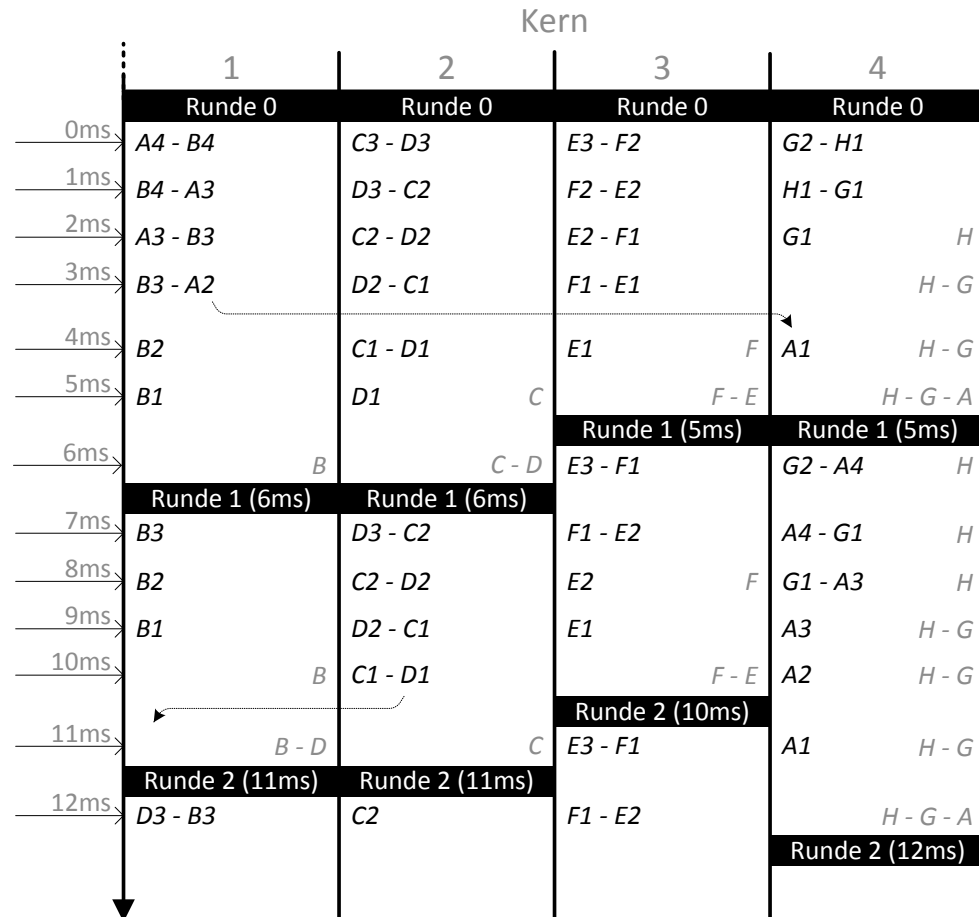 Kern
1 2 3 4
Runde 0 Runde 0 Runde 0 Runde 0
0ms A4 - B4 C3 - D3 E3 - F2 G2 - H1
1ms B4 - A3 D3 - C2 F2 - E2 H1 - G1
2ms A3 - B3 C2 - D2 E2 - F1 G1 H
3ms B3 - A2 D2 - C1 F1 - E1 H - G
4ms B2 C1 - D1 E1 F A1 H - G
5ms B1 D1 C F - E H - G - A
Runde 1 (5ms) Runde 1 (5ms)
6ms B C - D E3 - F1 G2 - A4 H
Runde 1 (6ms) Runde 1 (6ms)
7ms B3 D3 - C2 F1 - E2 A4 - G1 H
8ms B2 C2 - D2 E2 F G1 - A3 H
9ms B1 D2 - C1 E1 A3 H - G
10ms B C1 - D1 F - E A2 H - G
Runde 2 (10ms)
11ms B - D C E3 - F1 A1 H - G
Runde 2 (11ms) Runde 2 (11ms)
12ms D3 - B3 C2 F1 - E2 H - G - A
Runde 2 (12ms)